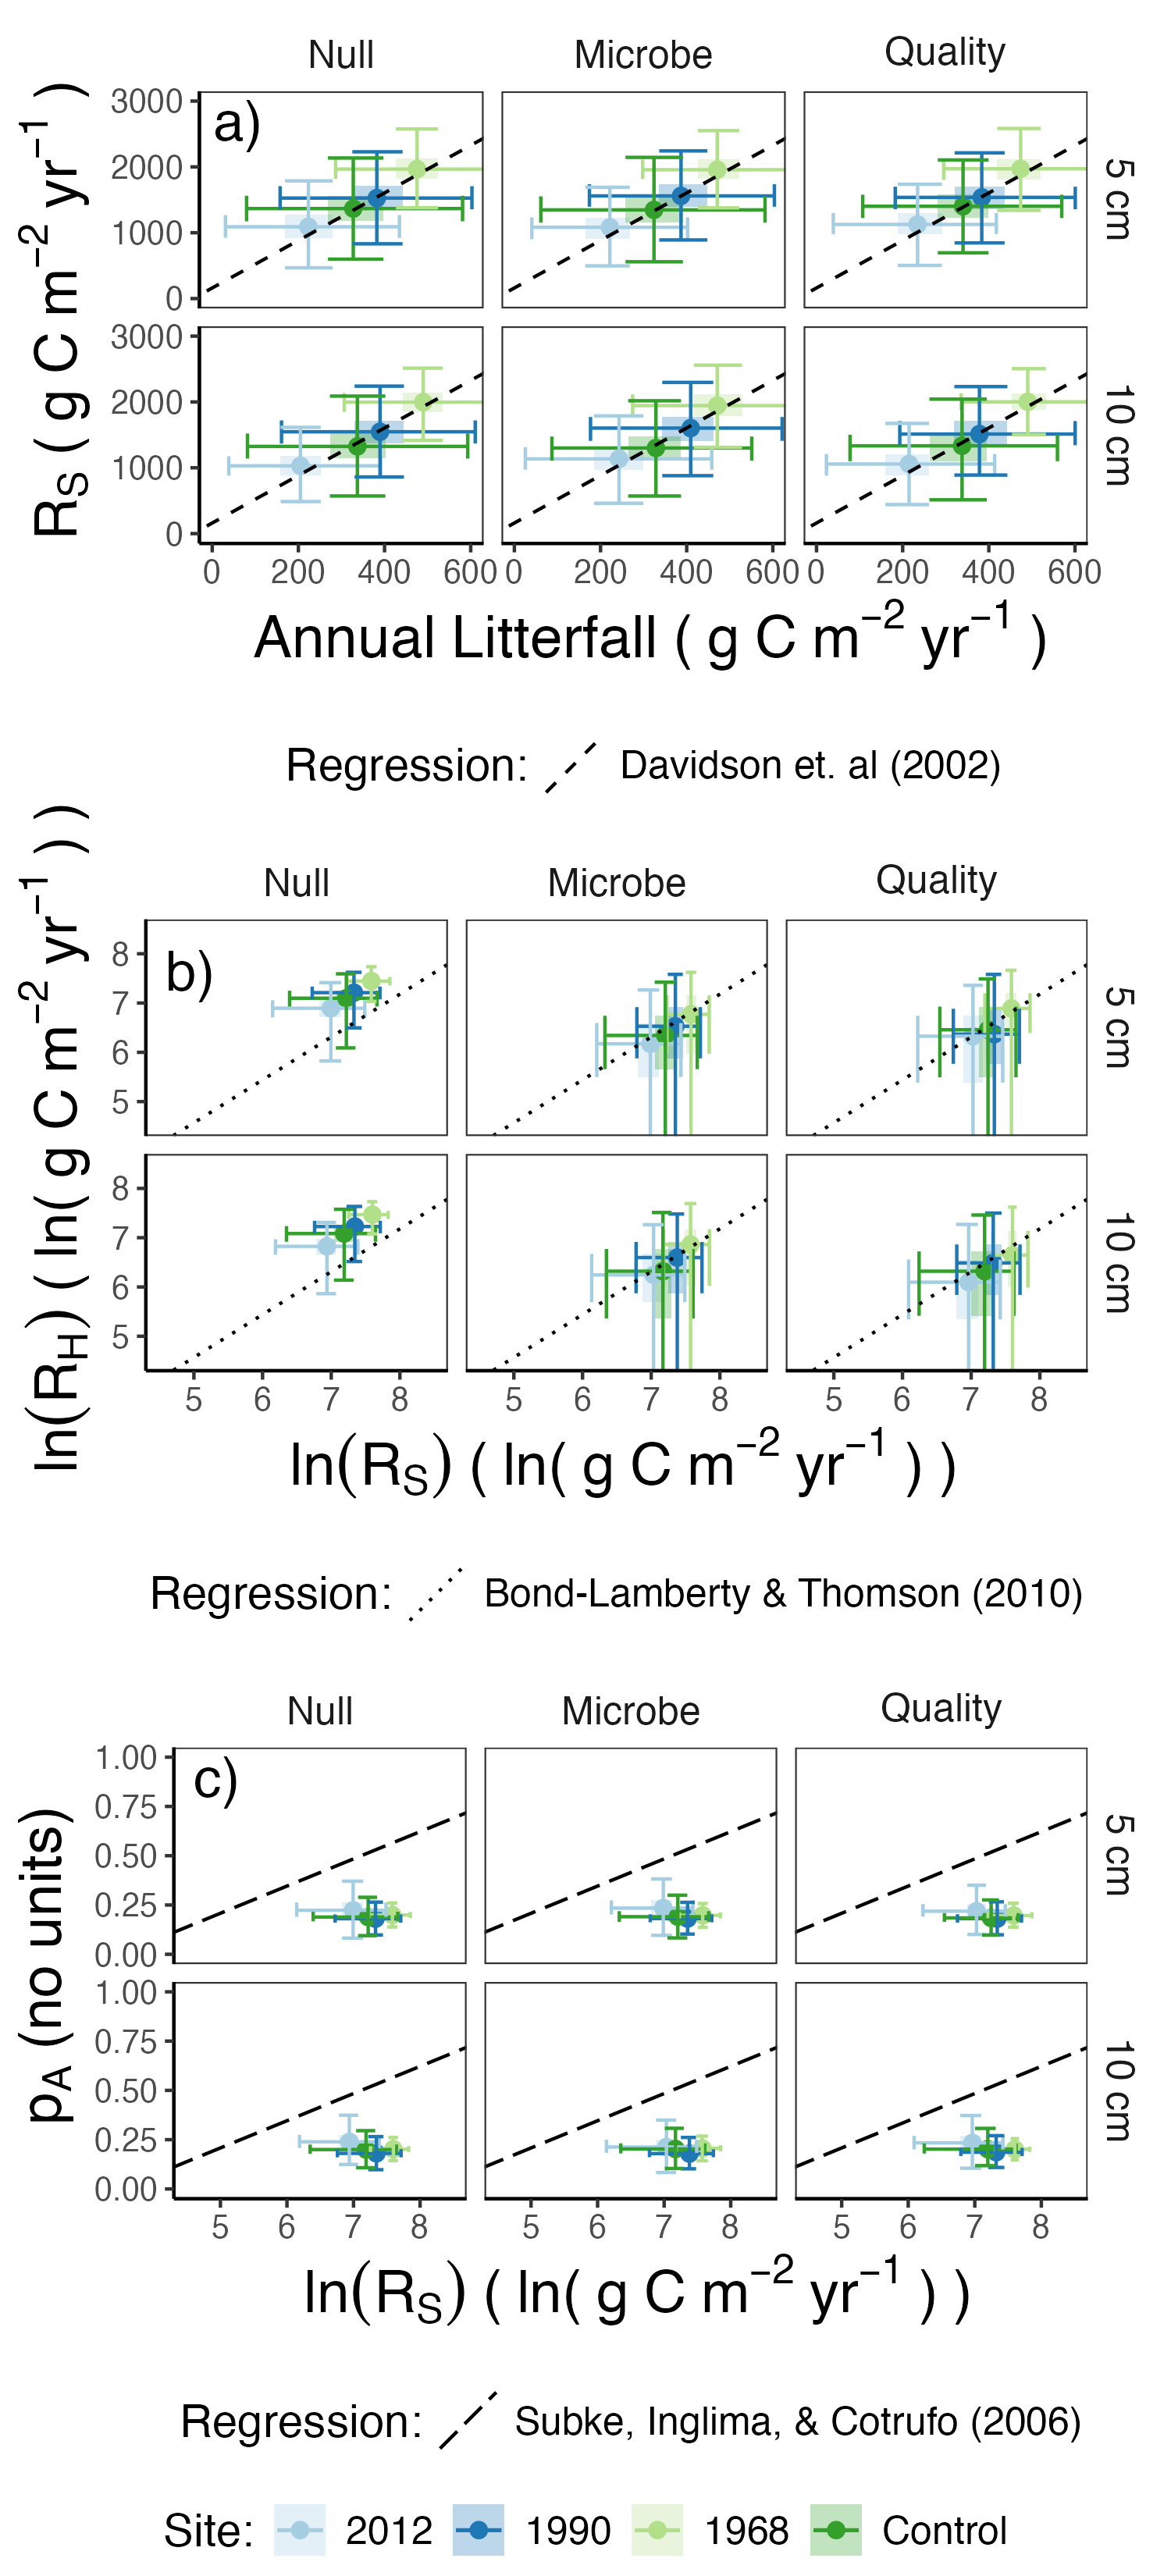 Null Microbe Quality
a)
3000
2000
1000
0
5 cm
3000
2000
1000
0
10 cm
R_S ( g C m⁻² yr⁻¹ )
0 200 400 600 0 200 400 600 0 200 400 600
Annual Litterfall ( g C m⁻² yr⁻¹ )
Regression: Davidson et. al (2002)
Null Microbe Quality
b)
8
7
6
5
5 cm
8
7
6
5
10 cm
ln(R_H) ( ln( g C m⁻² yr⁻¹ ) )
5 6 7 8 5 6 7 8 5 6 7 8
ln(R_S) ( ln( g C m⁻² yr⁻¹ ) )
Regression: Bond-Lamberty & Thomson (2010)
Null Microbe Quality
c)
1.00
0.75
0.50
0.25
0.00
5 cm
1.00
0.75
0.50
0.25
0.00
10 cm
p_A (no units)
5 6 7 8 5 6 7 8 5 6 7 8
ln(R_S) ( ln( g C m⁻² yr⁻¹ ) )
Regression: Subke, Inglima, & Cotrufo (2006)
Site: 2012 1990 1968 Control